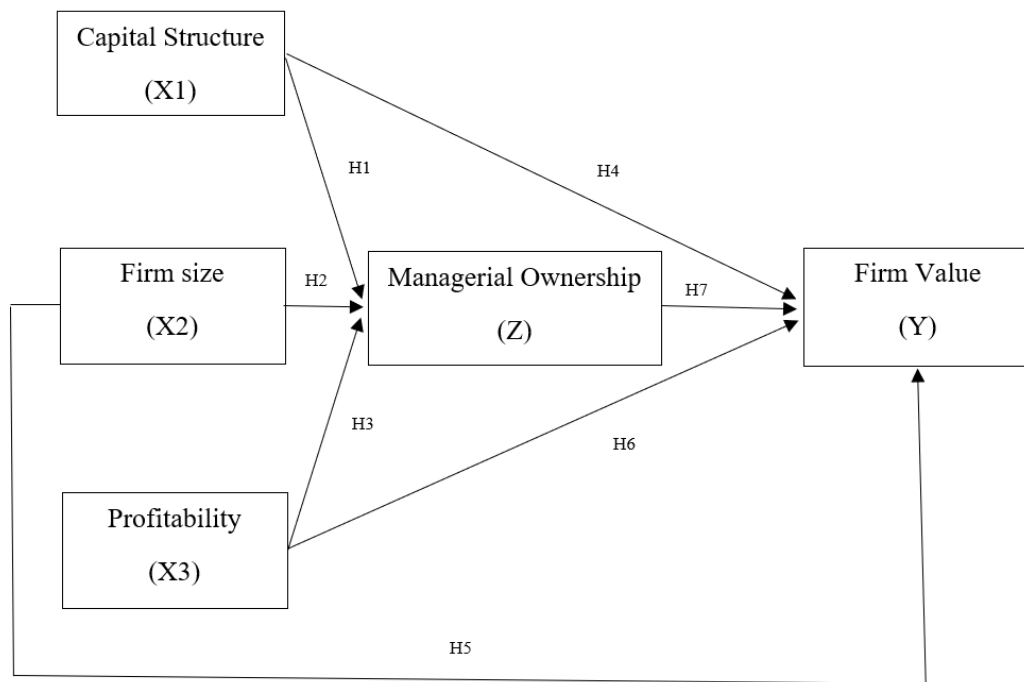 Capital Structure
(X1)
H1
H4
Firm size
(X2)
H2
Managerial Ownership
(Z)
H7
Firm Value
(Y)
H3
H6
Profitability
(X3)
H5